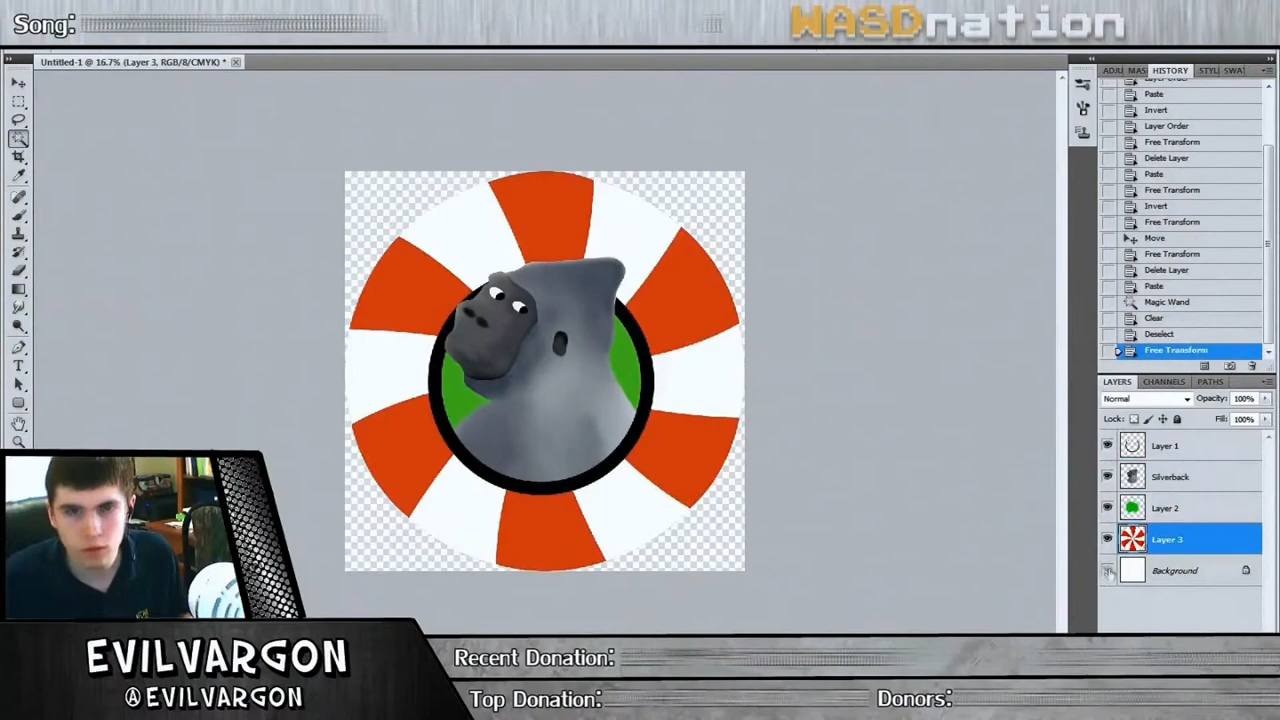 Song:
WASDnation
Untitled-1 @ 16.7% (Layer 3, RGB/8/CMYK) *
ADJU MAS HISTORY STYL SWAT
Layer Order
Paste
Invert
Layer Order
Free Transform
Delete Layer
Paste
Free Transform
Invert
Free Transform
Move
Free Transform
Delete Layer
Paste
Magic Wand
Clear
Deselect
Free Transform
LAYERS CHANNELS PATHS
Normal Opacity: 100%
Lock: Fill: 100%
Layer 1
Silverback
Layer 2
Layer 3
Background
EVILVARGON
@EVILVARGON
Recent Donation:
Top Donation: Donors: